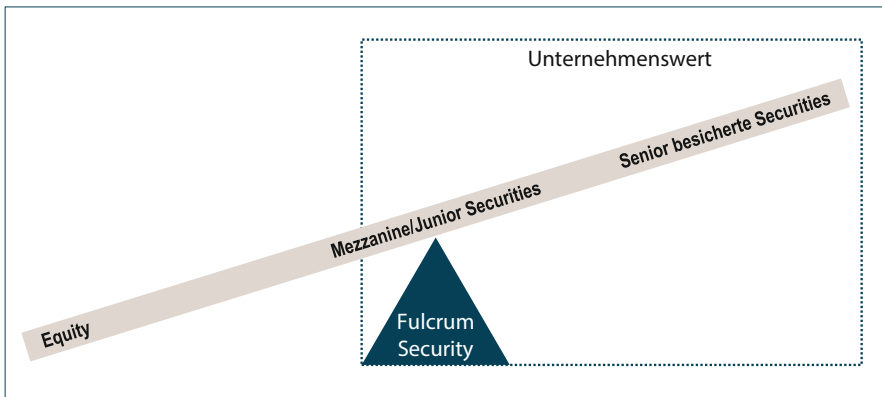 Unternehmenswert
Senior besicherte Securities
Mezzanine/Junior Securities
Equity
Fulcrum
Security